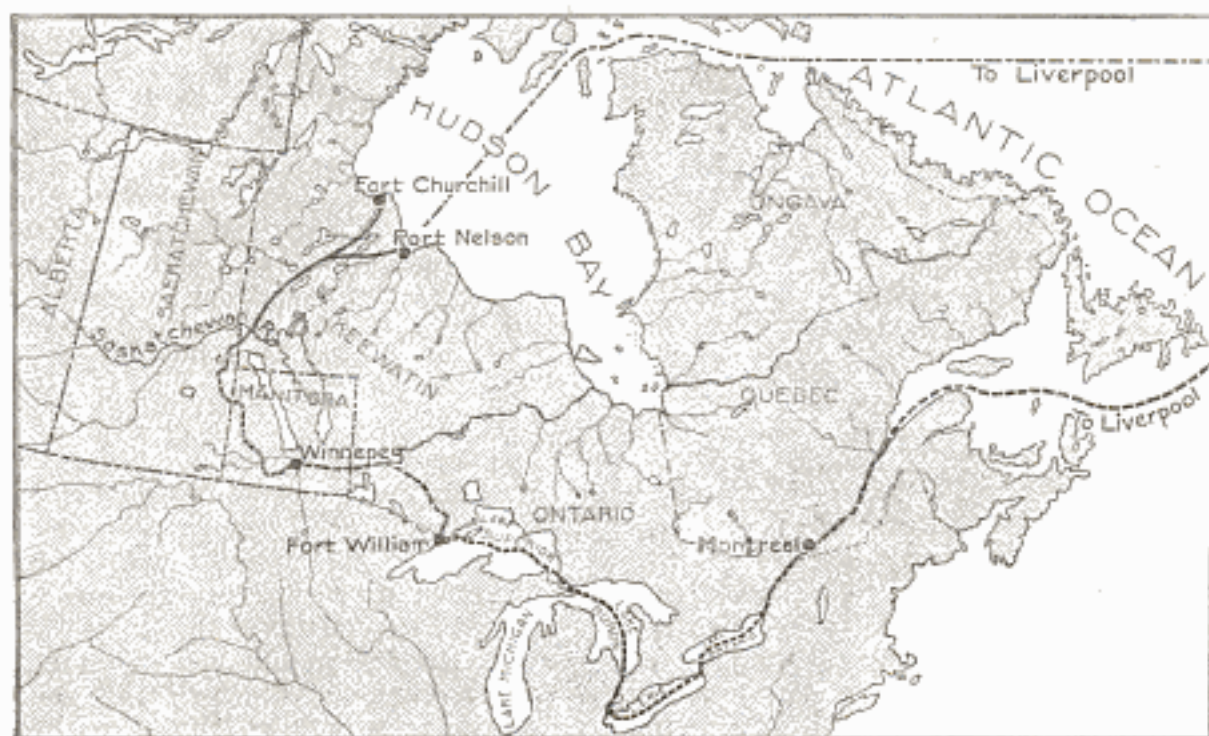 To Liverpool
ATLANTIC OCEAN
HUDSON BAY
Fort Churchill
UNGAVA
Port Nelson
ALBERTA
Saskatchewan R.
KEEWATIN
MANITOBA
QUEBEC
To Liverpool
Winnepeg
ONTARIO
Fort William
Montreal
LAKE MICHIGAN